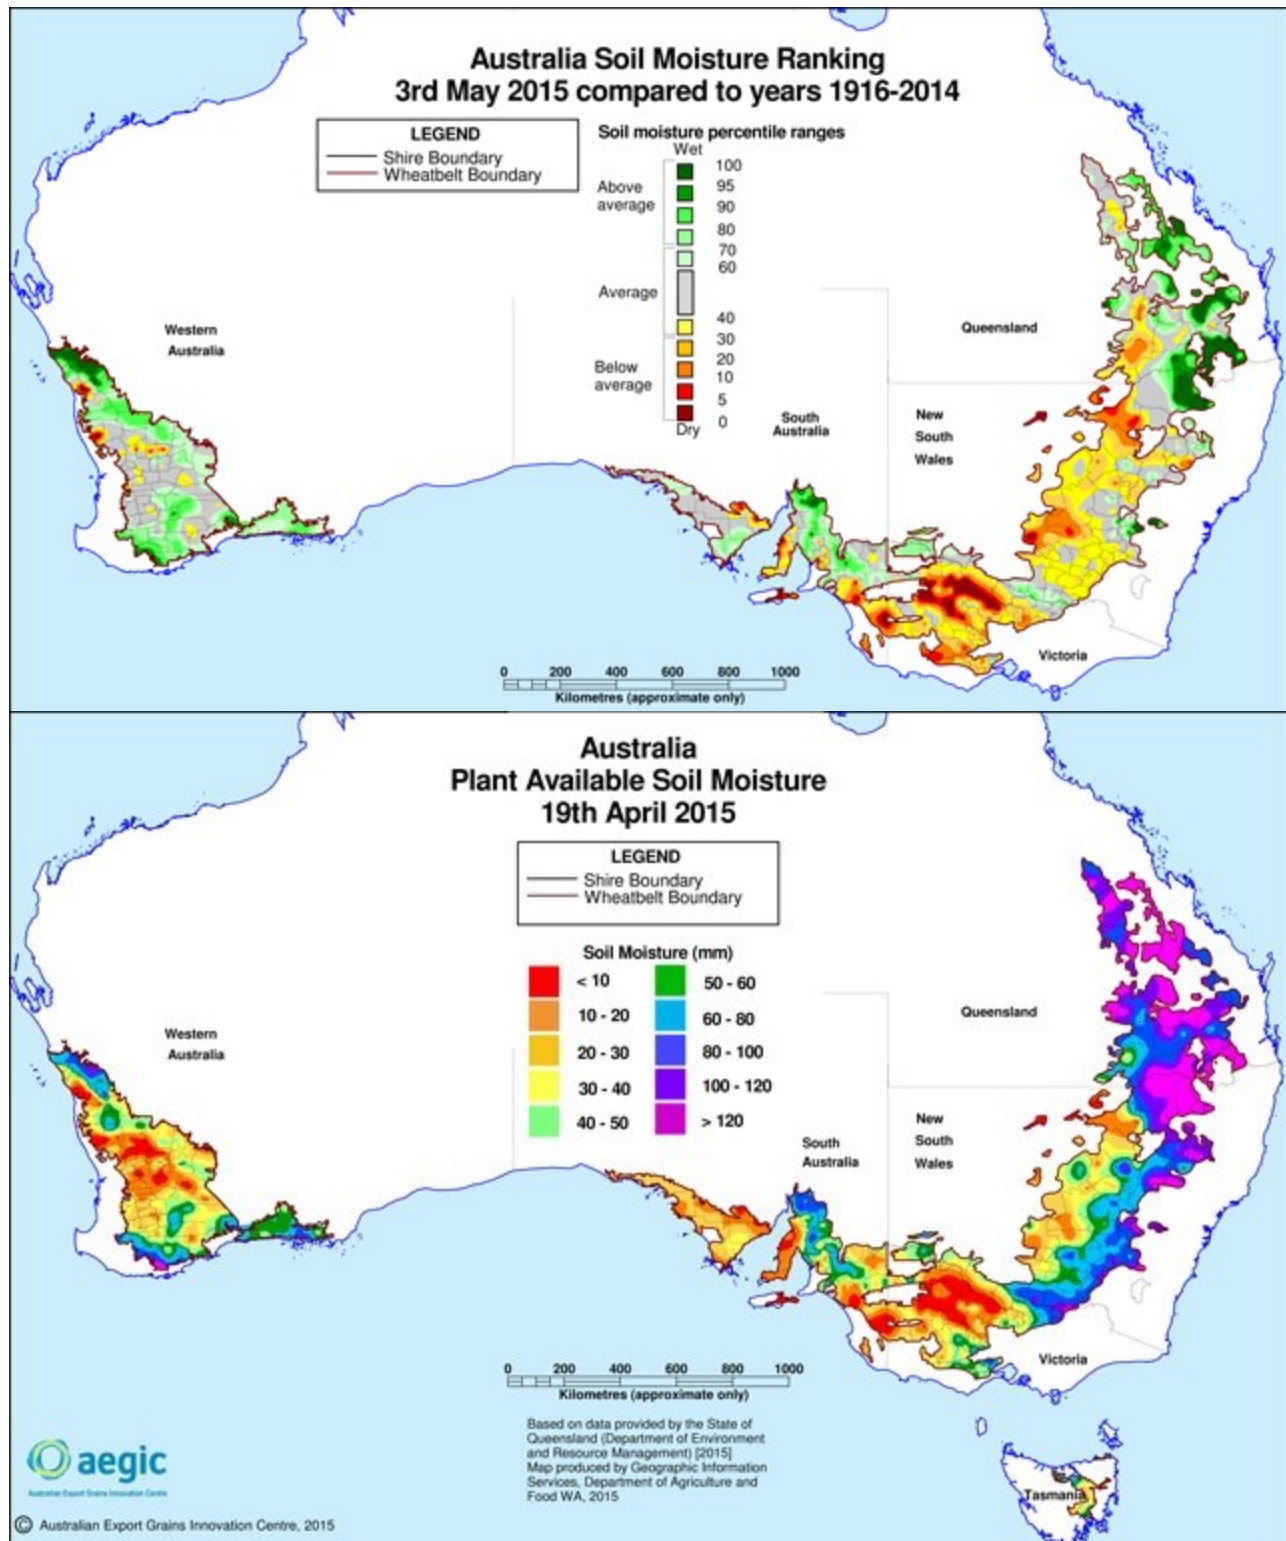 Australia Soil Moisture Ranking
3rd May 2015 compared to years 1916-2014
LEGEND
Shire Boundary
Wheatbelt Boundary
Soil moisture percentile ranges
Wet
Above
average
Average
Below
average
100
95
90
80
70
60
40
30
20
10
5
0
Dry
Western
Australia
South
Australia
Queensland
New
South
Wales
Victoria
0 200 400 600 800 1000
Kilometres (approximate only)
Australia
Plant Available Soil Moisture
19th April 2015
LEGEND
Shire Boundary
Wheatbelt Boundary
Soil Moisture (mm)
< 10
10 - 20
20 - 30
30 - 40
40 - 50
50 - 60
60 - 80
80 - 100
100 - 120
> 120
Western
Australia
South
Australia
Queensland
New
South
Wales
Victoria
Tasmania
0 200 400 600 800 1000
Kilometres (approximate only)
Based on data provided by the State of
Queensland (Department of Environment
and Resource Management) [2015]
Map produced by Geographic Information
Services, Department of Agriculture and
Food WA, 2015
aegic
Australian Export Grains Innovation Centre
© Australian Export Grains Innovation Centre, 2015